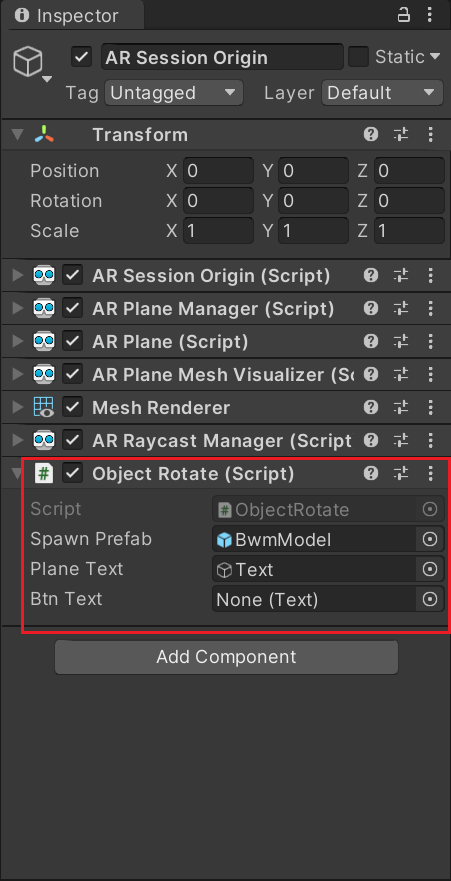 Inspector
AR Session Origin Static
Tag Untagged Layer Default
Transform
Position X 0 Y 0 Z 0
Rotation X 0 Y 0 Z 0
Scale X 1 Y 1 Z 1
AR Session Origin (Script)
AR Plane Manager (Script)
AR Plane (Script)
AR Plane Mesh Visualizer (Sc
Mesh Renderer
AR Raycast Manager (Script
# Object Rotate (Script)
Script # ObjectRotate
Spawn Prefab BwmModel
Plane Text Text
Btn Text None (Text)
Add Component